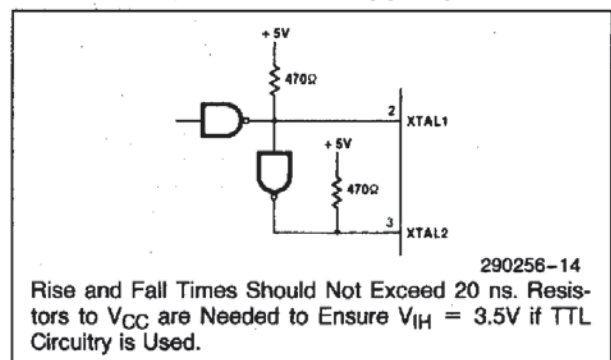 + 5V
470Ω
2
XTAL1
+ 5V
470Ω
3
XTAL2
290256–14
Rise and Fall Times Should Not Exceed 20 ns. Resis-
tors to VCC are Needed to Ensure VIH = 3.5V if TTL
Circuitry is Used.